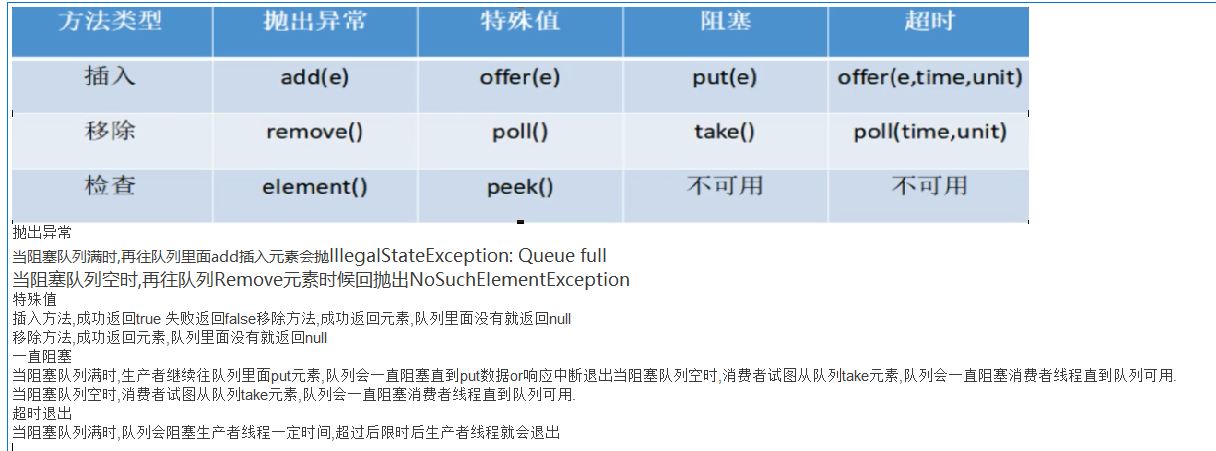 方法类型 抛出异常 特殊值 阻塞 超时
插入 add(e) offer(e) put(e) offer(e,time,unit)
移除 remove() poll() take() poll(time,unit)
检查 element() peek() 不可用 不可用
抛出异常
当阻塞队列满时,再往队列里面add插入元素会抛IllegalStateException: Queue full
当阻塞队列空时,再往队列Remove元素时候回抛出NoSuchElementException
特殊值
插入方法,成功返回true 失败返回false移除方法,成功返回元素,队列里面没有就返回null
移除方法,成功返回元素,队列里面没有就返回null
一直阻塞
当阻塞队列满时,生产者继续往队列里面put元素,队列会一直阻塞直到put数据or响应中断退出当阻塞队列空时,消费者试图从队列take元素,队列会一直阻塞消费者线程直到队列可用.
当阻塞队列空时,消费者试图从队列take元素,队列会一直阻塞消费者线程直到队列可用.
超时退出
当阻塞队列满时,队列会阻塞生产者线程一定时间,超过后限时后生产者线程就会退出